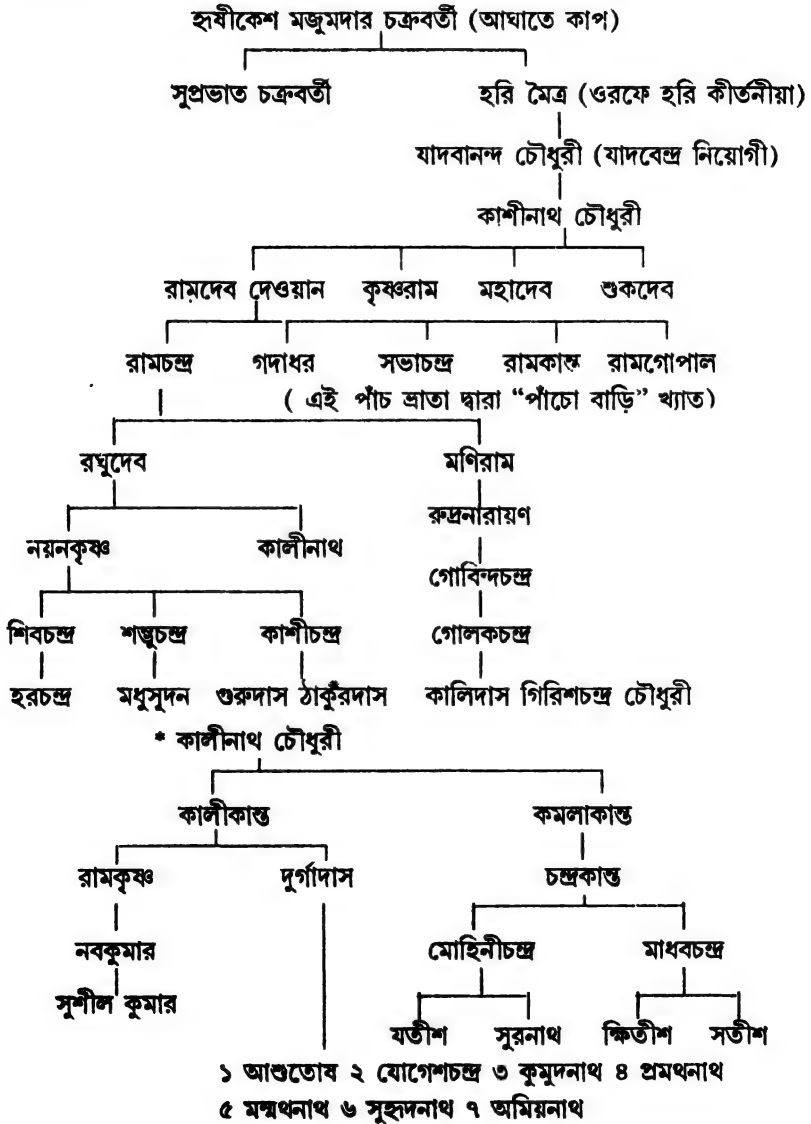 হৃষীকেশ মজুমদার চক্রবর্তী (আঘাতে কাপ)
সুপ্রভাত চক্রবর্তী হরি মৈত্র (ওরফে হরি কীর্তনীয়া)
যাদবানন্দ চৌধুরী (যাদবেন্দ্র নিয়োগী)
কাশীনাথ চৌধুরী
রামদেব দেওয়ান কৃষ্ণরাম মহাদেব শুকদেব
রামচন্দ্র গদাধর সভাচন্দ্র রামকান্ত রামগোপাল
( এই পাঁচ ভ্রাতা দ্বারা “পাঁচো বাড়ি” খ্যাত)
রঘুদেব মণিরাম
রুদ্রনারায়ণ
নয়নকৃষ্ণ কালীনাথ
গোবিন্দচন্দ্র
শিবচন্দ্র শম্ভুচন্দ্র কাশীচন্দ্র গোলকচন্দ্র
হরচন্দ্র মধুসূদন গুরুদাস ঠাকুরদাস কালিদাস গিরিশচন্দ্র চৌধুরী
* কালীনাথ চৌধুরী
কালীকান্ত কমলাকান্ত
রামকৃষ্ণ দুর্গাদাস চন্দ্রকান্ত
নবকুমার মোহিনীচন্দ্র মাধবচন্দ্র
সুশীল কুমার
যতীশ সুরনাথ ক্ষিতীশ সতীশ
১ আশুতোষ ২ যোগেশচন্দ্র ৩ কুমুদনাথ ৪ প্রমথনাথ
৫ মন্মথনাথ ৬ সুহৃদনাথ ৭ অমিয়নাথ